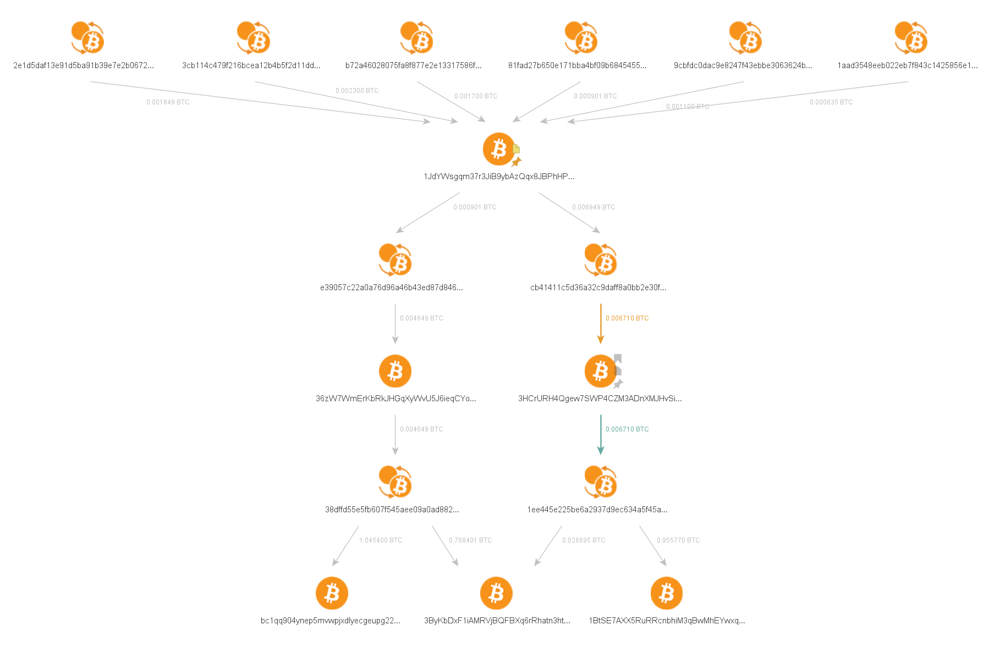 2e1d5daf13e91d5ba91b39e7e2b0672...
3cb114c479f216bcea12b4b5f2d11dd...
b72a46028075fa8f877e2e13317586f...
81fad27b650e171bba4bf09b6845455...
9cbfdc0dac9e8247f43ebbe3063624b...
1aad3548eeb022eb7f843c1425856e1...
0.001849 BTC
0.002300 BTC
0.001700 BTC
0.000901 BTC
0.001100 BTC
0.000635 BTC
1JdYWsgqm37r3JiB9ybAzQqx8JBPhHP...
0.000901 BTC
0.006949 BTC
e39057c22a0a76d96a46b43ed87d846...
cb41411c5d36a32c9daff8a0bb2e30f...
0.004649 BTC
0.006710 BTC
36zW7WmErKbRkJHGqXyWvU5J6ieqCYo...
3HCrURH4Qgew7SWP4CZM3ADnXMJHvSi...
0.004649 BTC
0.006710 BTC
38dffd55e5fb607f545aee09a0ad882...
1ee445e225be6a2937d9ec634a5f45a...
1.045400 BTC
0.768401 BTC
0.026695 BTC
0.955770 BTC
bc1qq904ynep5mvwpjxdlyecgeupg22...
3ByKbDxF1iAMRVjBQFBXq6rRhatn3ht...
1BtSE7AXX5RuRRcnbhiM3qBwMhEYwxq...